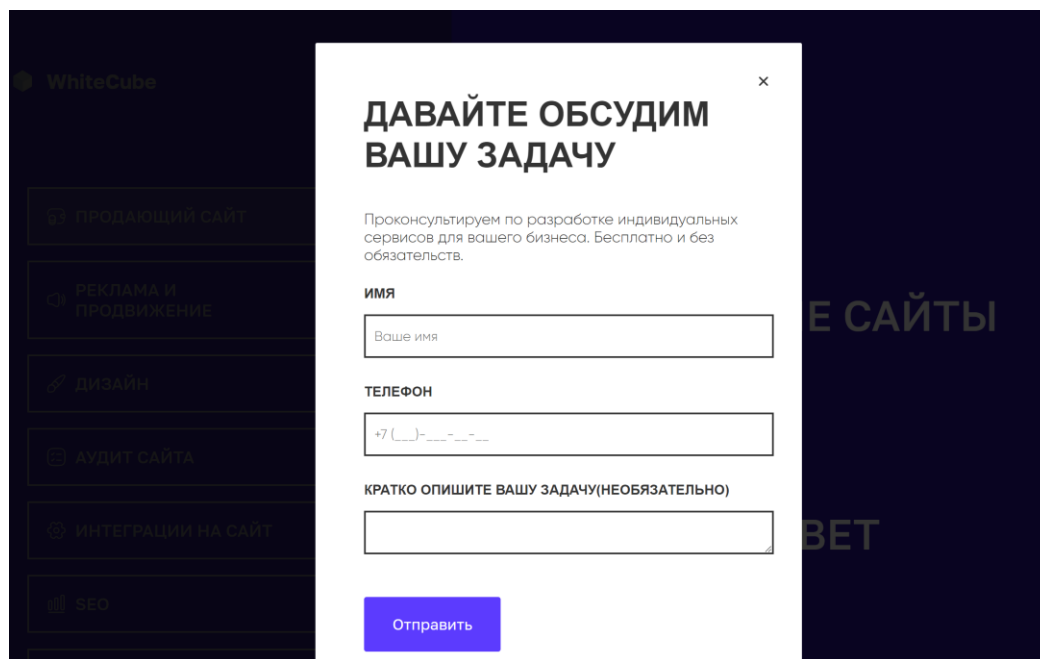 WhiteCube
ПРОДАЮЩИЙ САЙТ
РЕКЛАМА И
ПРОДВИЖЕНИЕ
ДИЗАЙН
АУДИТ САЙТА
ИНТЕГРАЦИИ НА САЙТ
SEO
×
ДАВАЙТЕ ОБСУДИМ
ВАШУ ЗАДАЧУ
Проконсультируем по разработке индивидуальных
сервисов для вашего бизнеса. Бесплатно и без
обязательств.
ИМЯ
Ваше имя
ТЕЛЕФОН
+7 (___)-___-__-__
КРАТКО ОПИШИТЕ ВАШУ ЗАДАЧУ(НЕОБЯЗАТЕЛЬНО)
Отправить
Е САЙТЫ
ВЕТ